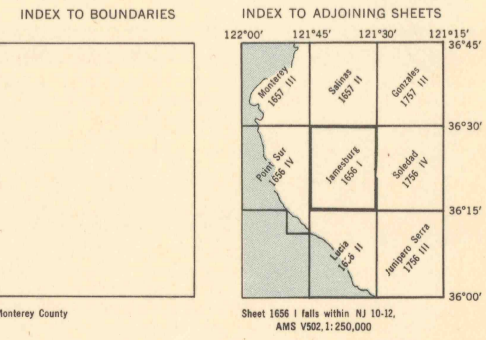 INDEX TO BOUNDARIES
Monterey County
INDEX TO ADJOINING SHEETS
122°00' 121°45' 121°30' 121°15'
36°45'
Monterey
1657 III
Salinas
1657 II
Gonzales
1757 III
36°30'
Point Sur
1656 IV
Jamesburg
1656 I
Soledad
1756 IV
36°15'
Lucia
1656 II
Junipero Serra
1756 III
36°00'
Sheet 1656 I falls within NJ 10-12,
AMS V502, 1:250,000